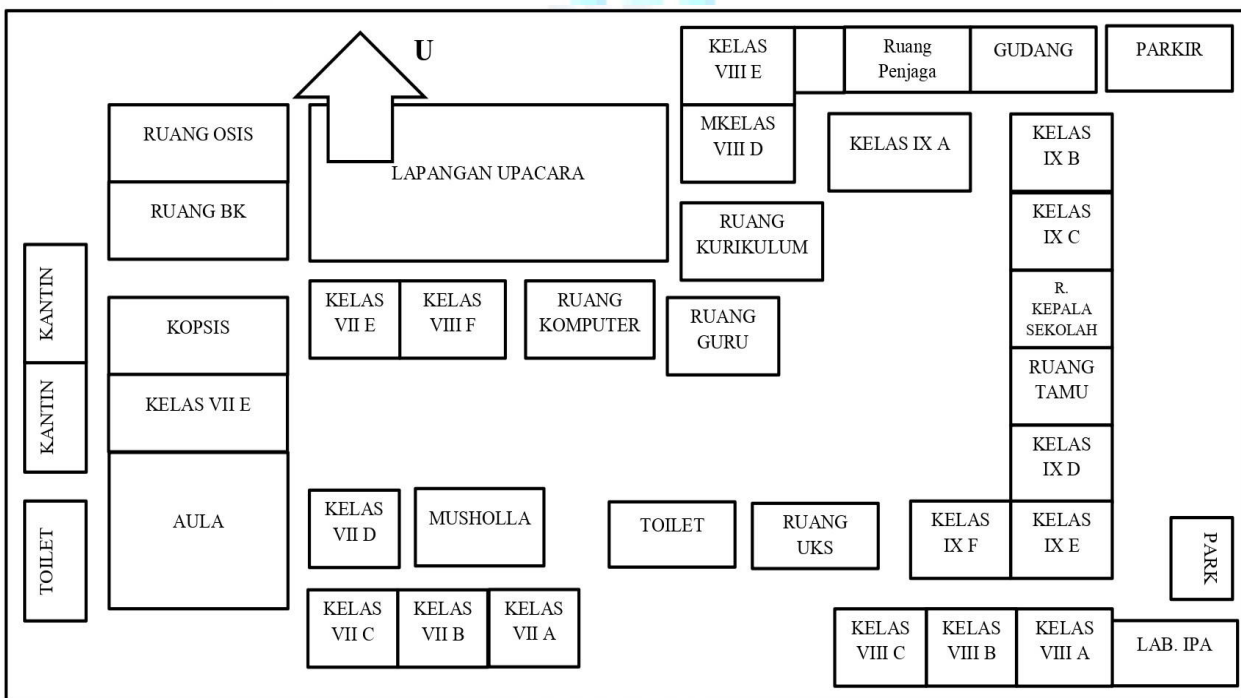 U
KELAS
VIII E
Ruang
Penjaga
GUDANG
PARKIR
RUANG OSIS
LAPANGAN UPACARA
MKELAS
VIII D
KELAS IX A
KELAS
IX B
RUANG BK
RUANG
KURIKULUM
KELAS
IX C
KANTIN
KOPSIS
KELAS
VII E
KELAS
VIII F
RUANG
KOMPUTER
RUANG
GURU
R.
KEPALA
SEKOLAH
KANTIN
KELAS VII E
RUANG
TAMU
KELAS
IX D
TOILET
AULA
KELAS
VII D
MUSHOLLA
TOILET
RUANG
UKS
KELAS
IX F
KELAS
IX E
PARK
KELAS
VII C
KELAS
VII B
KELAS
VII A
KELAS
VIII C
KELAS
VIII B
KELAS
VIII A
LAB. IPA